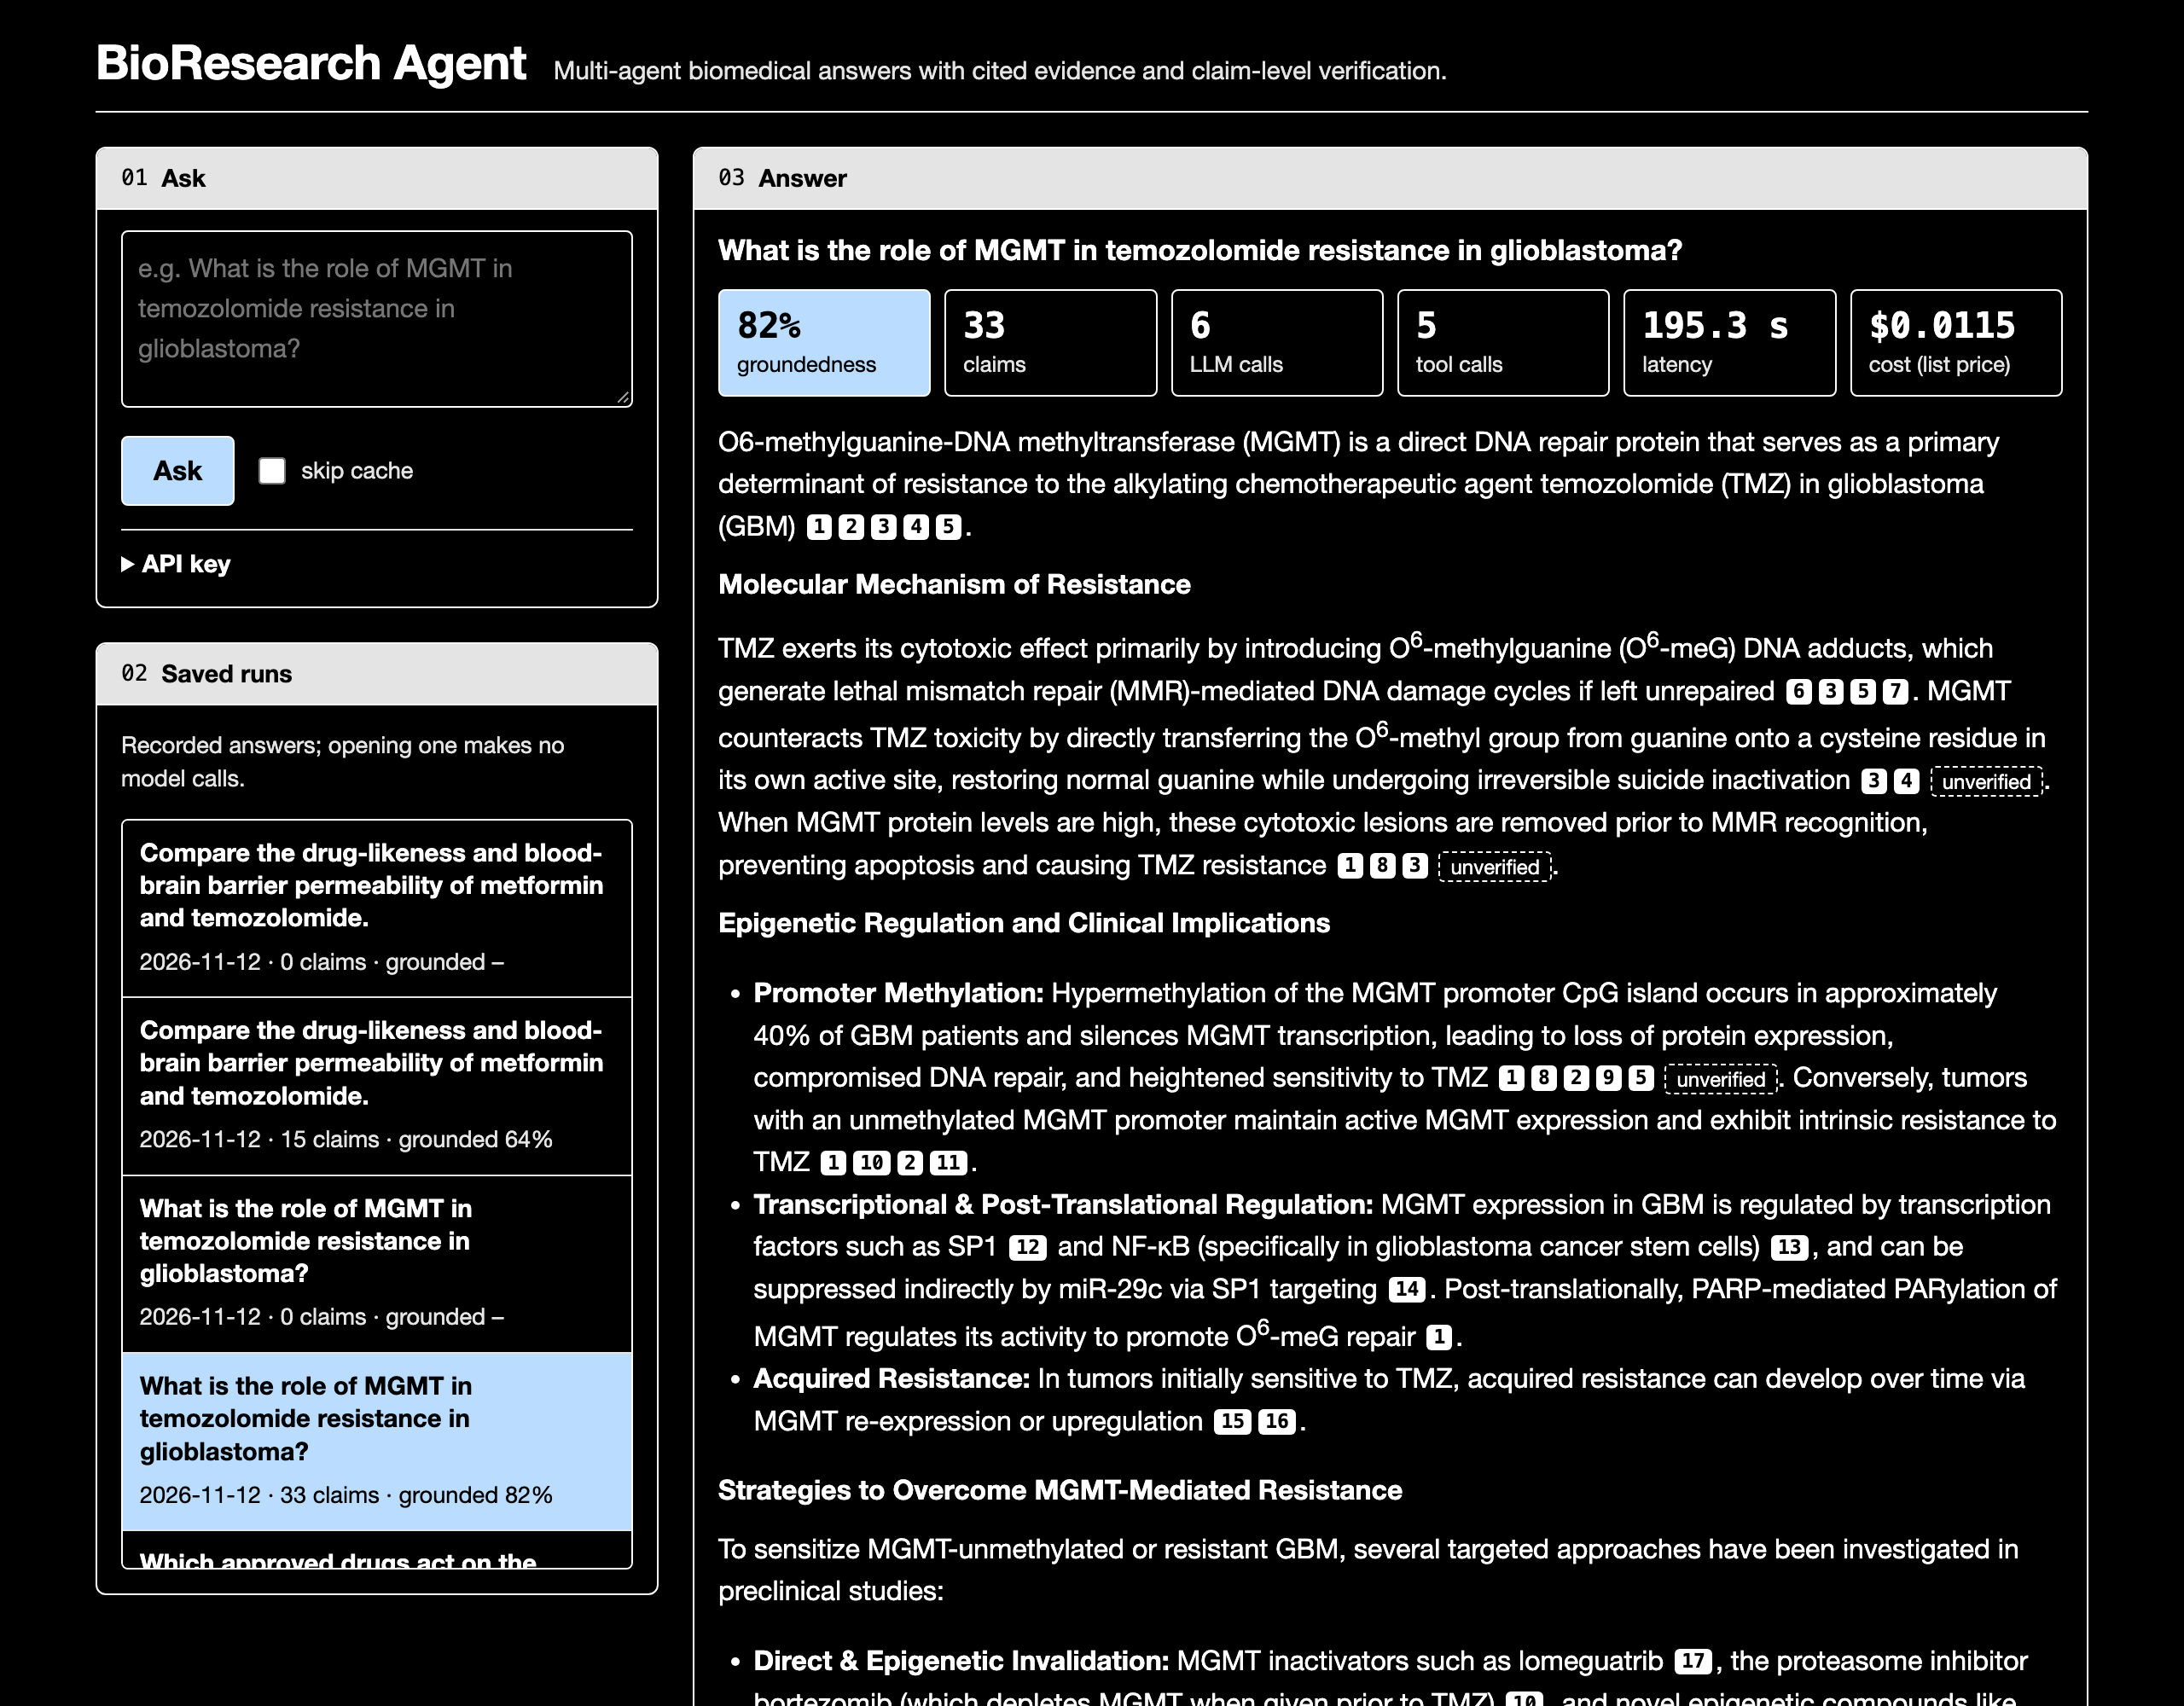 BioResearch Agent Multi-agent biomedical answers with cited evidence and claim-level verification.
01 Ask
e.g. What is the role of MGMT in
temozolomide resistance in
glioblastoma?
Ask skip cache
▶ API key
02 Saved runs
Recorded answers; opening one makes no
model calls.
Compare the drug-likeness and blood-
brain barrier permeability of metformin
and temozolomide.
2026-11-12 · 0 claims · grounded –
Compare the drug-likeness and blood-
brain barrier permeability of metformin
and temozolomide.
2026-11-12 · 15 claims · grounded 64%
What is the role of MGMT in
temozolomide resistance in
glioblastoma?
2026-11-12 · 0 claims · grounded –
What is the role of MGMT in
temozolomide resistance in
glioblastoma?
2026-11-12 · 33 claims · grounded 82%
Which approved drugs act on the
03 Answer
What is the role of MGMT in temozolomide resistance in glioblastoma?
82% 33 6 5 195.3 s $0.0115
groundedness claims LLM calls tool calls latency cost (list price)
O6-methylguanine-DNA methyltransferase (MGMT) is a direct DNA repair protein that serves as a primary
determinant of resistance to the alkylating chemotherapeutic agent temozolomide (TMZ) in glioblastoma
(GBM) 1 2 3 4 5.
Molecular Mechanism of Resistance
TMZ exerts its cytotoxic effect primarily by introducing O⁶-methylguanine (O⁶-meG) DNA adducts, which
generate lethal mismatch repair (MMR)-mediated DNA damage cycles if left unrepaired 6 3 5 7. MGMT
counteracts TMZ toxicity by directly transferring the O⁶-methyl group from guanine onto a cysteine residue in
its own active site, restoring normal guanine while undergoing irreversible suicide inactivation 3 4 unverified.
When MGMT protein levels are high, these cytotoxic lesions are removed prior to MMR recognition,
preventing apoptosis and causing TMZ resistance 1 8 3 unverified.
Epigenetic Regulation and Clinical Implications
• Promoter Methylation: Hypermethylation of the MGMT promoter CpG island occurs in approximately
40% of GBM patients and silences MGMT transcription, leading to loss of protein expression,
compromised DNA repair, and heightened sensitivity to TMZ 1 8 2 9 5 unverified. Conversely, tumors
with an unmethylated MGMT promoter maintain active MGMT expression and exhibit intrinsic resistance to
TMZ 1 10 2 11.
• Transcriptional & Post-Translational Regulation: MGMT expression in GBM is regulated by transcription
factors such as SP1 12 and NF-κB (specifically in glioblastoma cancer stem cells) 13, and can be
suppressed indirectly by miR-29c via SP1 targeting 14. Post-translationally, PARP-mediated PARylation of
MGMT regulates its activity to promote O⁶-meG repair 1.
• Acquired Resistance: In tumors initially sensitive to TMZ, acquired resistance can develop over time via
MGMT re-expression or upregulation 15 16.
Strategies to Overcome MGMT-Mediated Resistance
To sensitize MGMT-unmethylated or resistant GBM, several targeted approaches have been investigated in
preclinical studies:
• Direct & Epigenetic Invalidation: MGMT inactivators such as lomeguatrib 17, the proteasome inhibitor
bortezomib (which depletes MGMT when given prior to TMZ) 10, and novel epigenetic compounds like